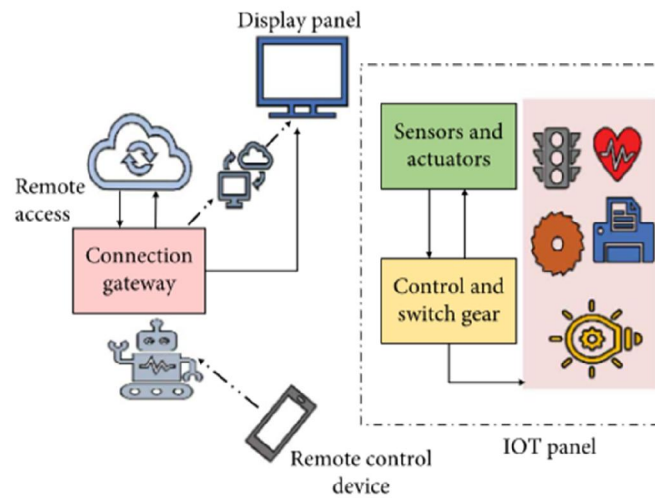 Display panel
Remote
access
Connection
gateway
Remote control
device
Sensors and
actuators
Control and
switch gear
IOT panel